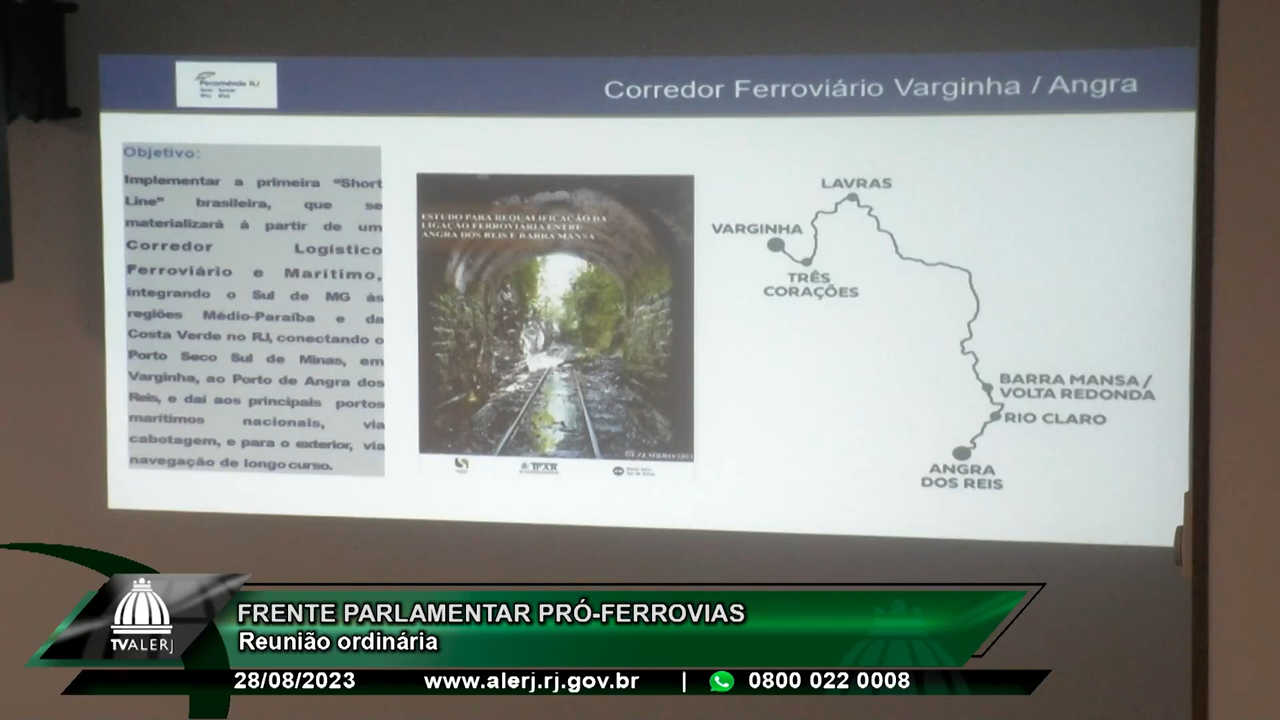 Fecomércio RJ
Corredor Ferroviário Varginha / Angra
Objetivo:
Implementar a primeira “Short
Line” brasileira, que se
materializará à partir de um
Corredor Logístico
Ferroviário e Marítimo,
integrando o Sul de MG às
regiões Médio-Paraíba e da
Costa Verde no RJ, conectando o
Porto Seco Sul de Minas, em
Varginha, ao Porto de Angra dos
Reis, e daí aos principais portos
marítimos nacionais, via
cabotagem, e para o exterior, via
navegação de longo curso.
ESTUDO PARA REQUALIFICAÇÃO DA
LIGAÇÃO FERROVIÁRIA ENTRE
ANGRA DOS REIS E BARRA MANSA
LAVRAS
VARGINHA
TRÊS
CORAÇÕES
BARRA MANSA /
VOLTA REDONDA
RIO CLARO
ANGRA
DOS REIS
TVALERJ
FRENTE PARLAMENTAR PRÓ-FERROVIAS
Reunião ordinária
28/08/2023 www.alerj.rj.gov.br | 0800 022 0008